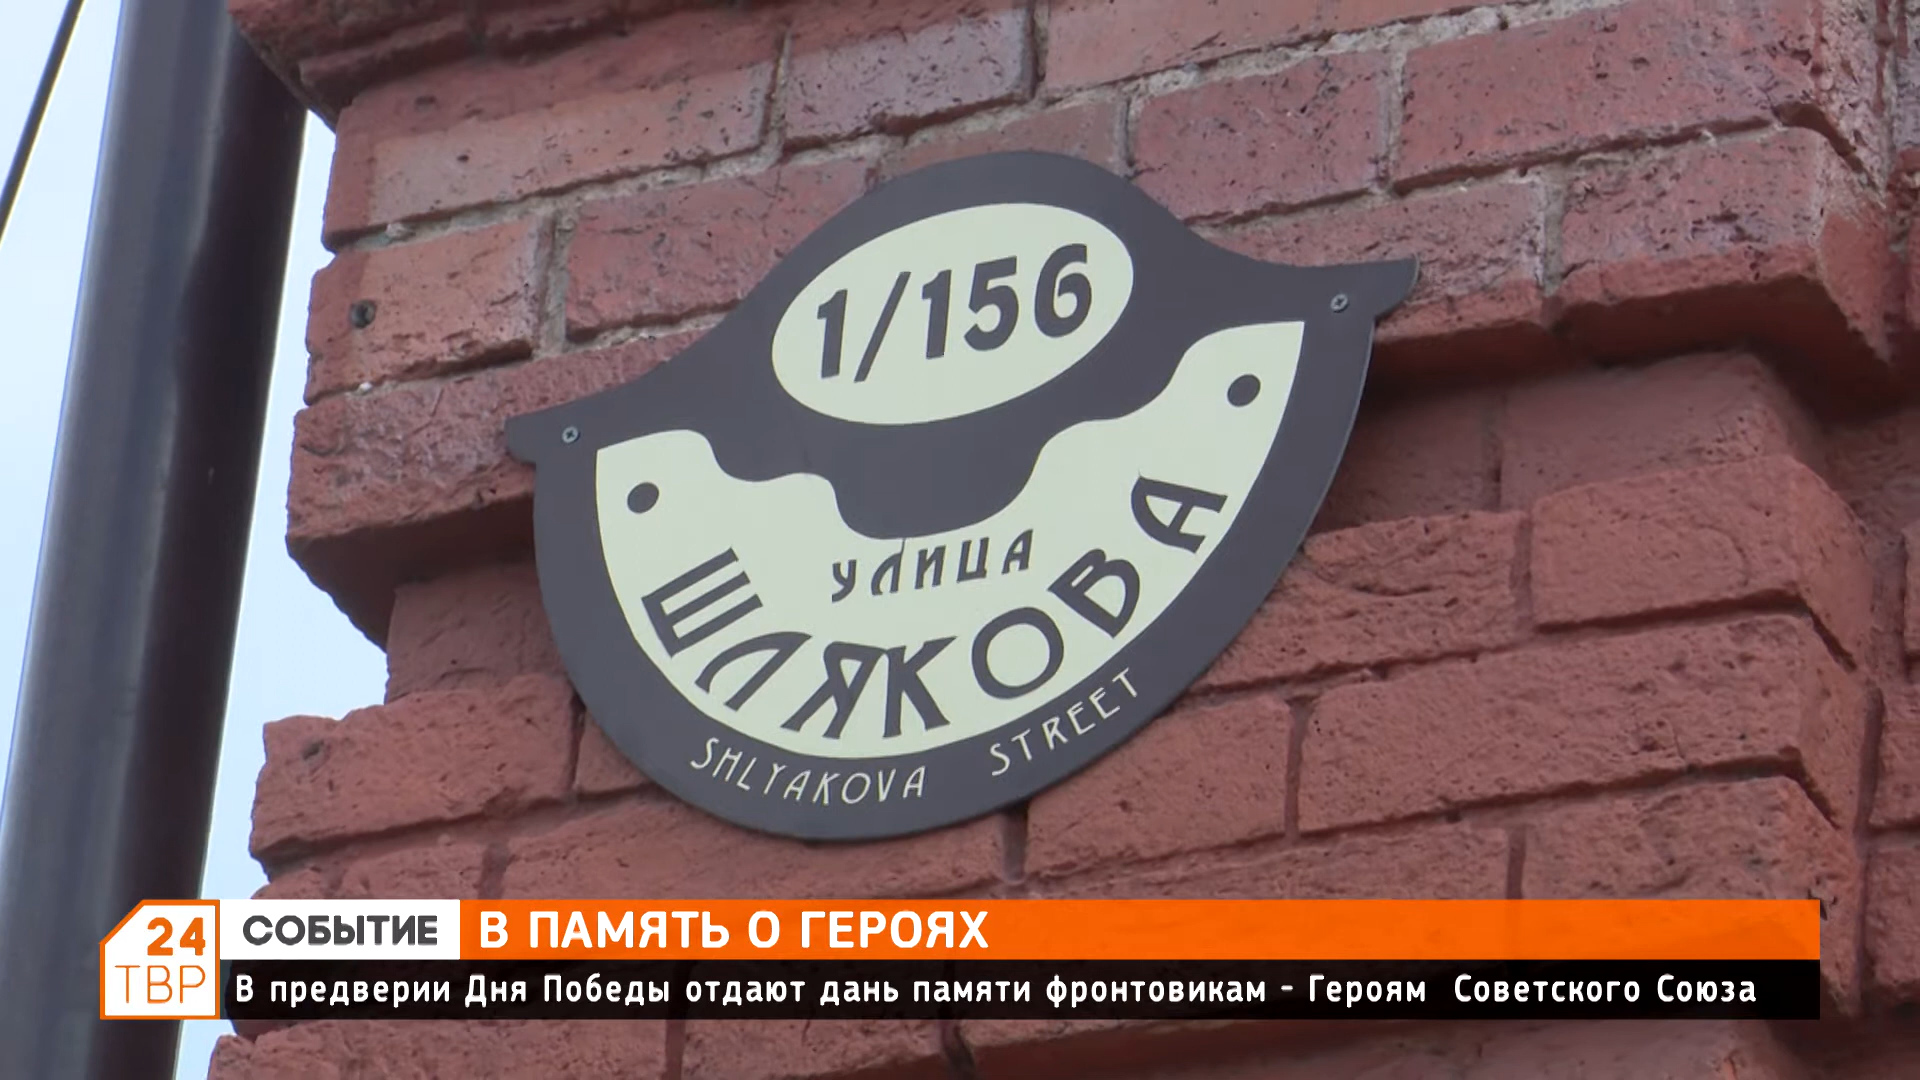 1/156
УЛИЦА
ШЛЯКОВА
SHLYAKOVA STREET
24
ТВР
СОБЫТИЕ
В ПАМЯТЬ О ГЕРОЯХ
В предверии Дня Победы отдают дань памяти фронтовикам - Героям Советского Союза